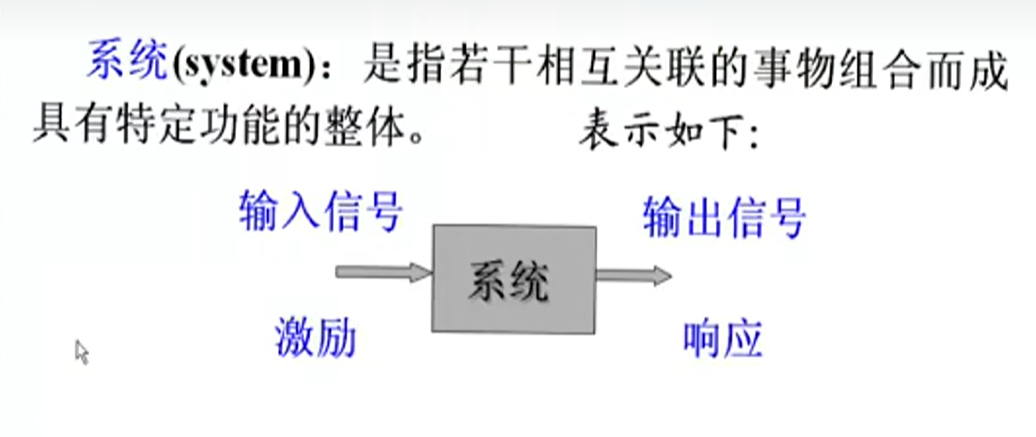 系统(system)：是指若干相互关联的事物组合而成
具有特定功能的整体。 表示如下:
输入信号 输出信号
系统
激励 响应